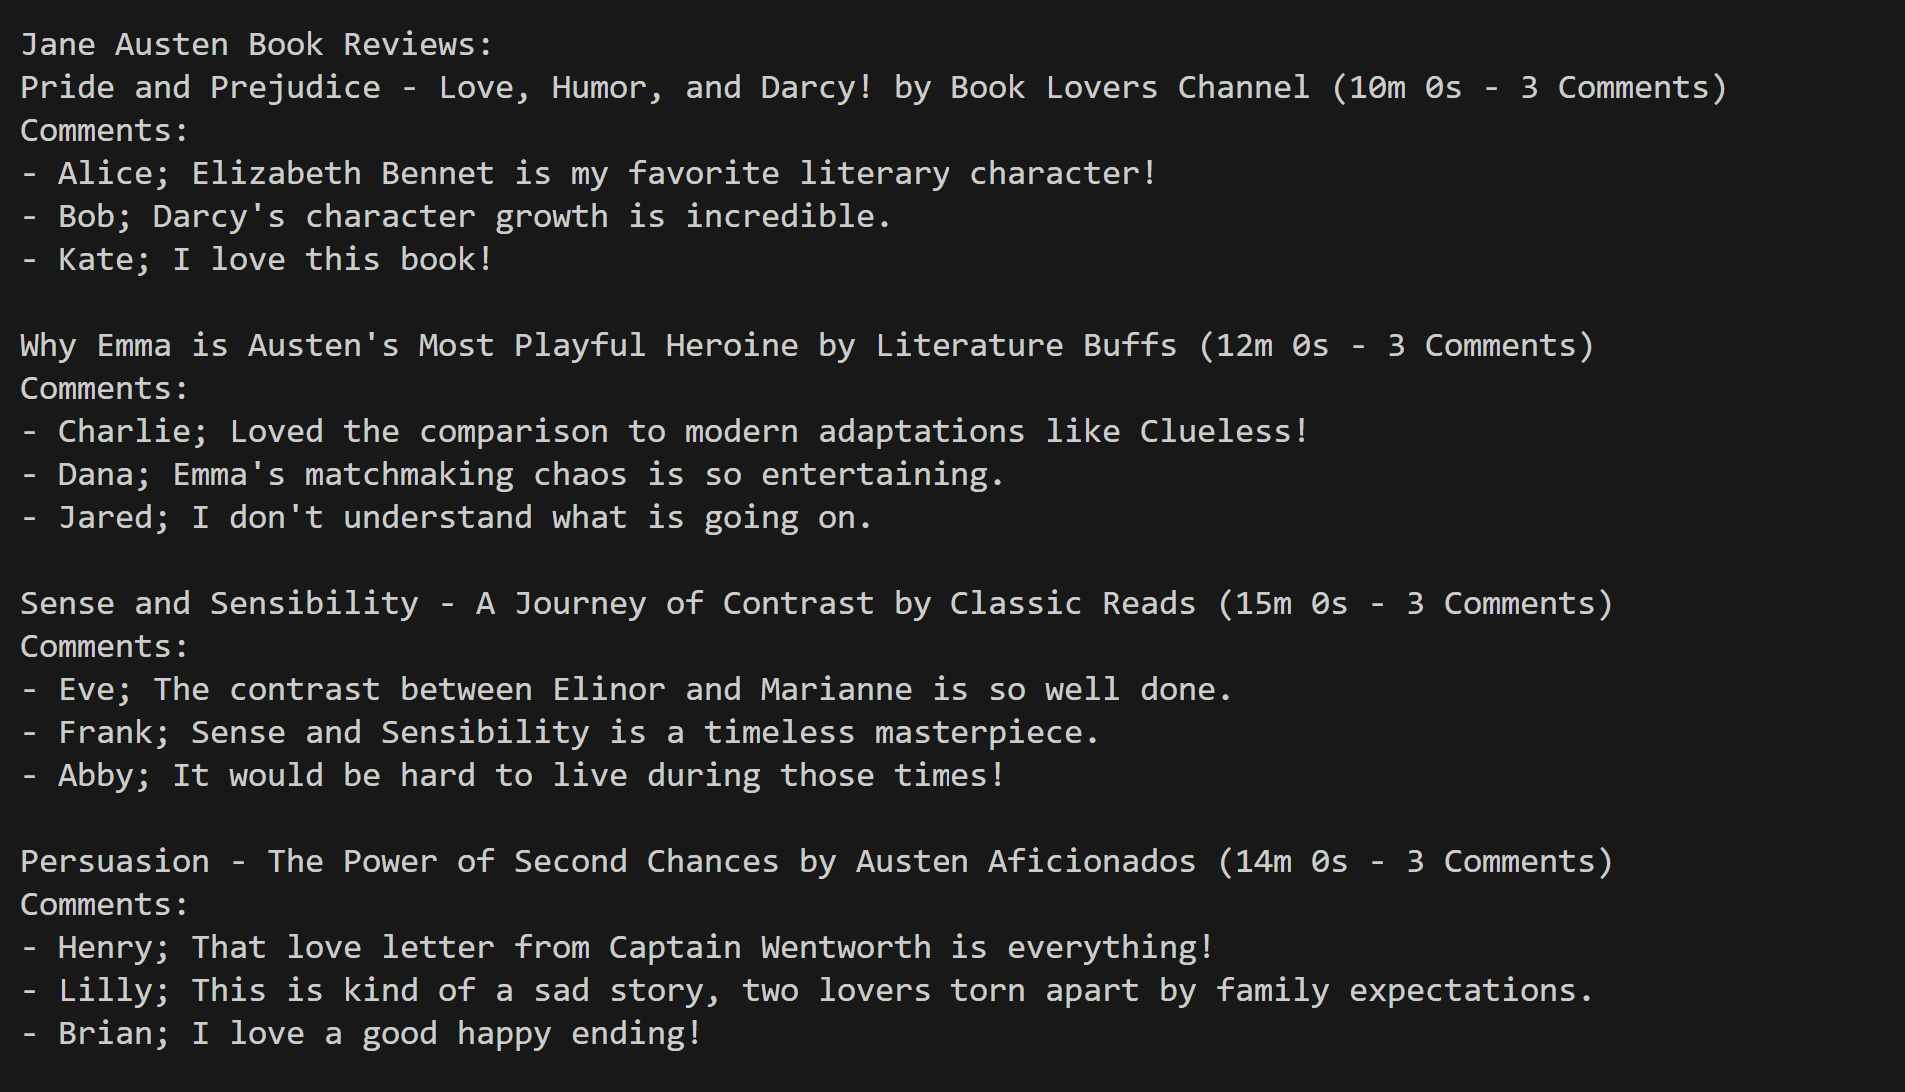 Jane Austen Book Reviews:
Pride and Prejudice - Love, Humor, and Darcy! by Book Lovers Channel (10m 0s - 3 Comments)
Comments:
- Alice; Elizabeth Bennet is my favorite literary character!
- Bob; Darcy's character growth is incredible.
- Kate; I love this book!

Why Emma is Austen's Most Playful Heroine by Literature Buffs (12m 0s - 3 Comments)
Comments:
- Charlie; Loved the comparison to modern adaptations like Clueless!
- Dana; Emma's matchmaking chaos is so entertaining.
- Jared; I don't understand what is going on.

Sense and Sensibility - A Journey of Contrast by Classic Reads (15m 0s - 3 Comments)
Comments:
- Eve; The contrast between Elinor and Marianne is so well done.
- Frank; Sense and Sensibility is a timeless masterpiece.
- Abby; It would be hard to live during those times!

Persuasion - The Power of Second Chances by Austen Aficionados (14m 0s - 3 Comments)
Comments:
- Henry; That love letter from Captain Wentworth is everything!
- Lilly; This is kind of a sad story, two lovers torn apart by family expectations.
- Brian; I love a good happy ending!